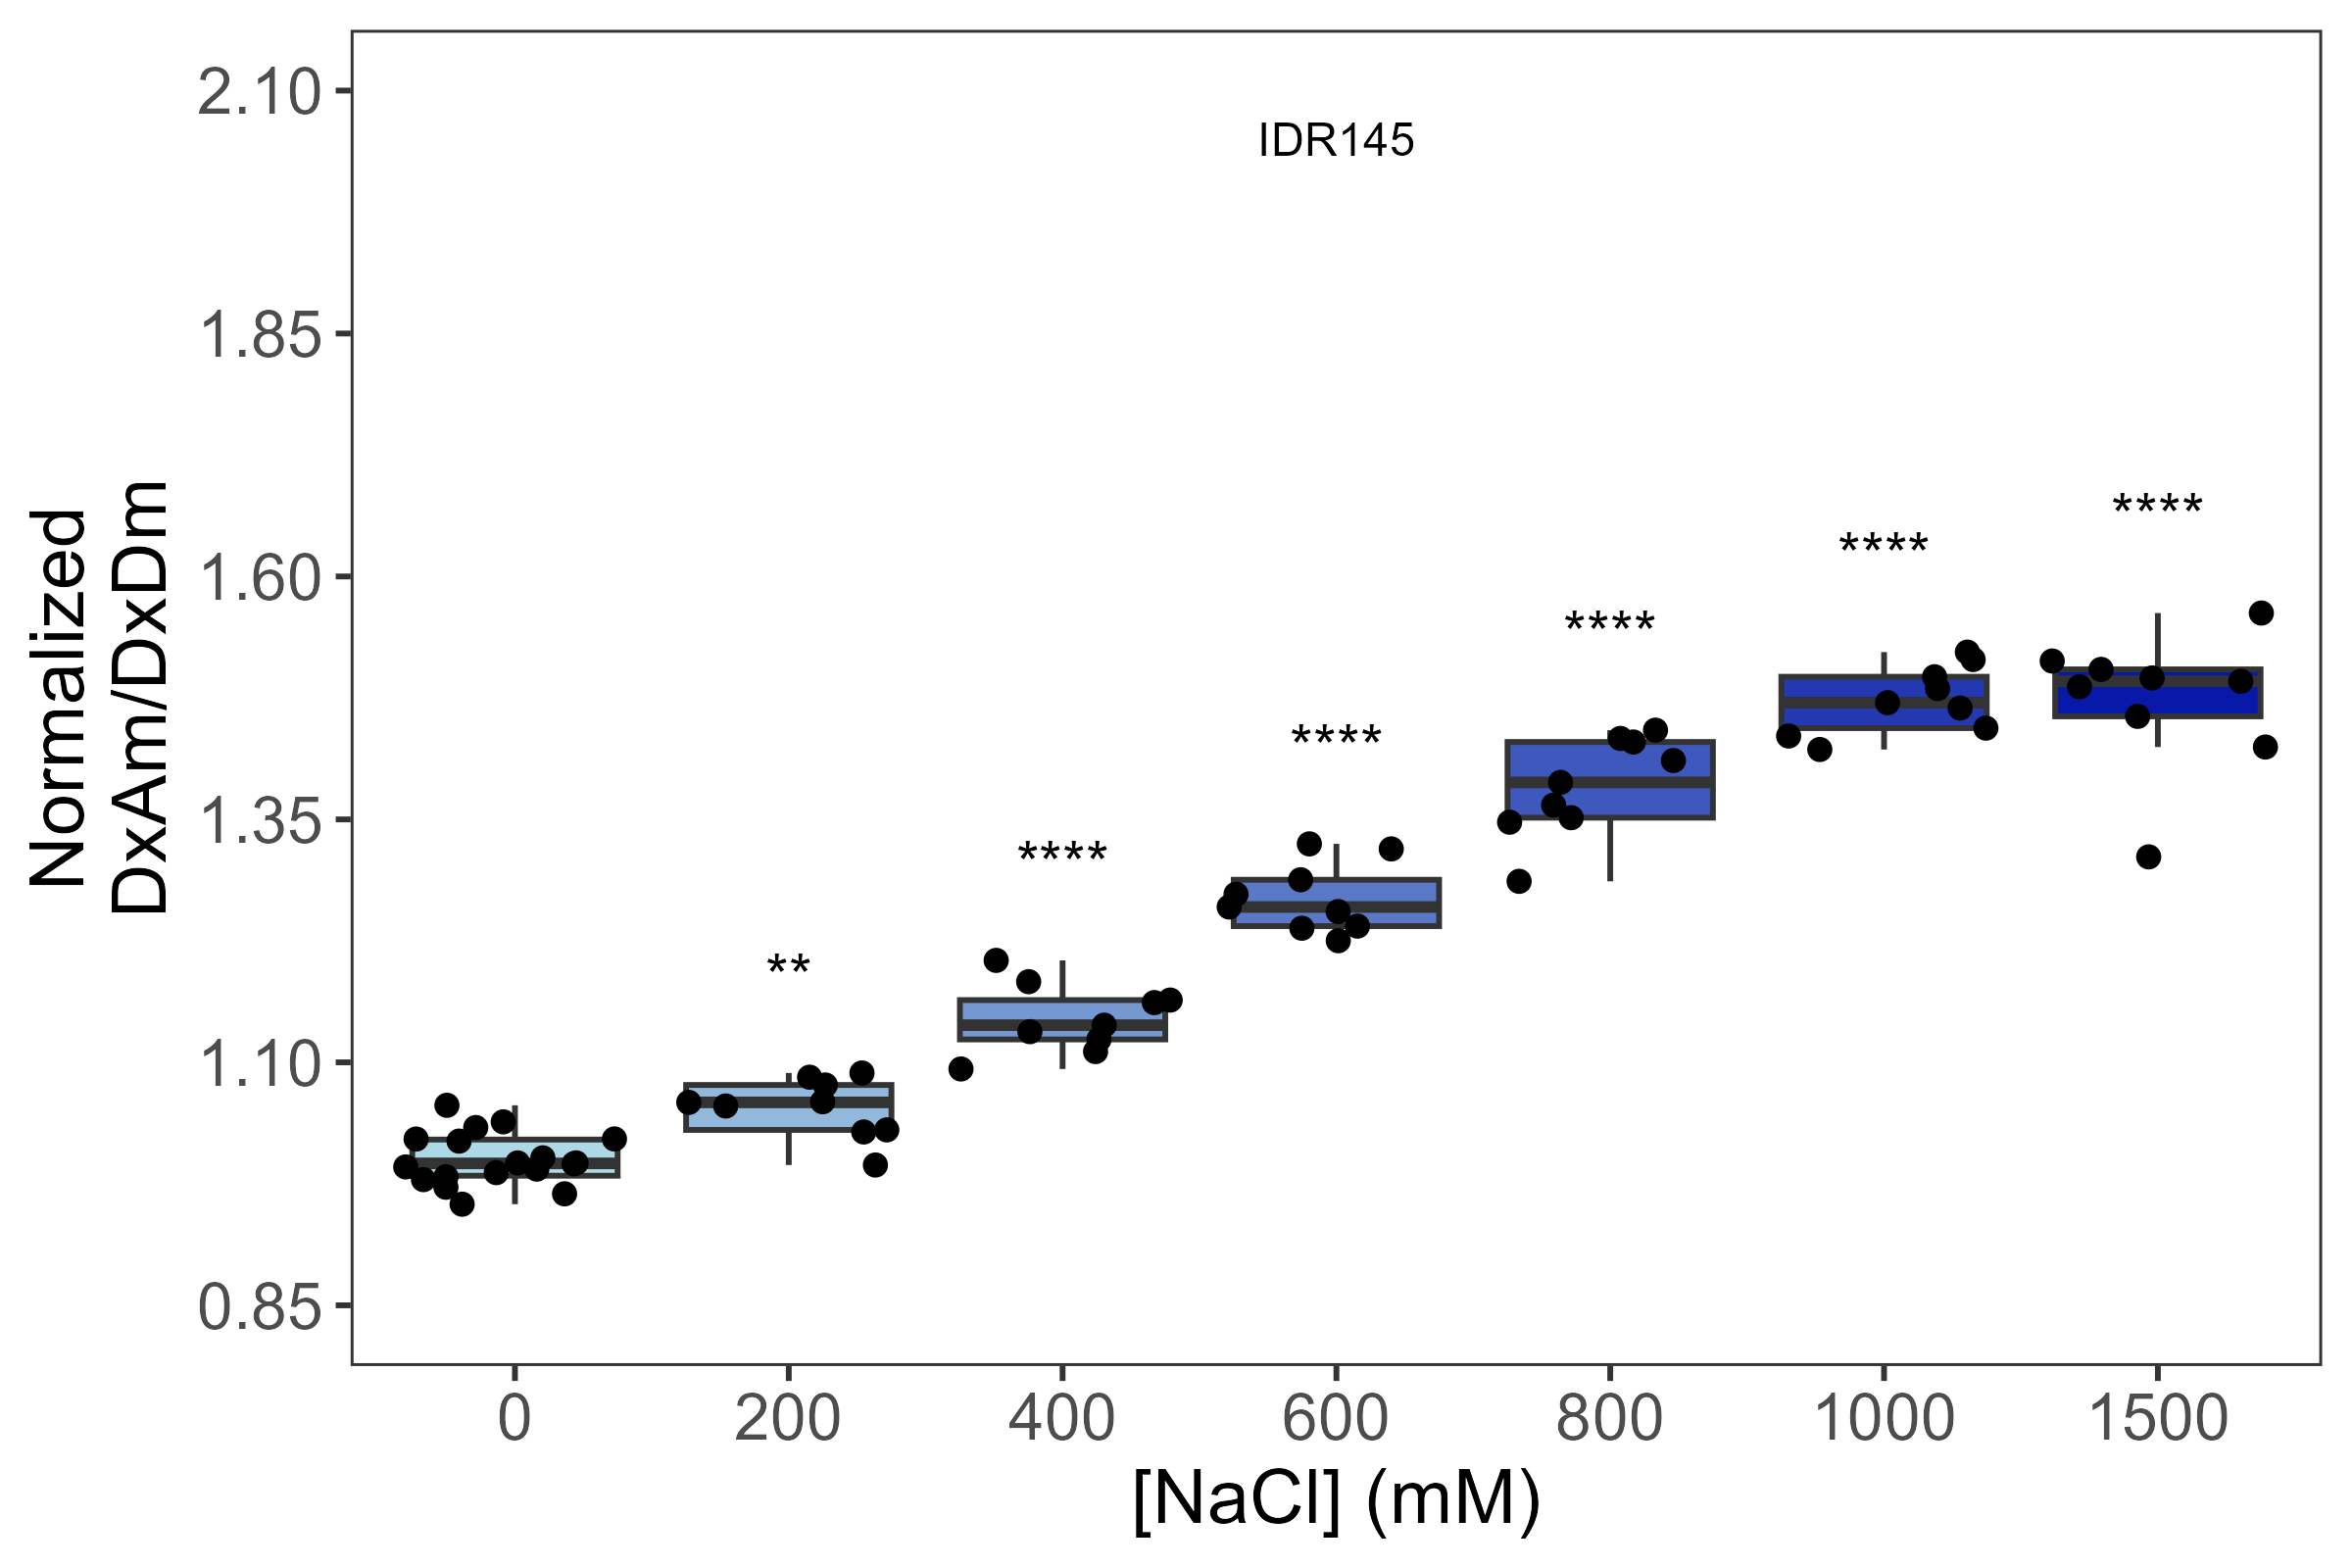 IDR145
2.10
1.85
1.60
1.35
1.10
0.85
Normalized
DxAm/DxDm
**
****
****
****
****
****
0 200 400 600 800 1000 1500
[NaCl] (mM)